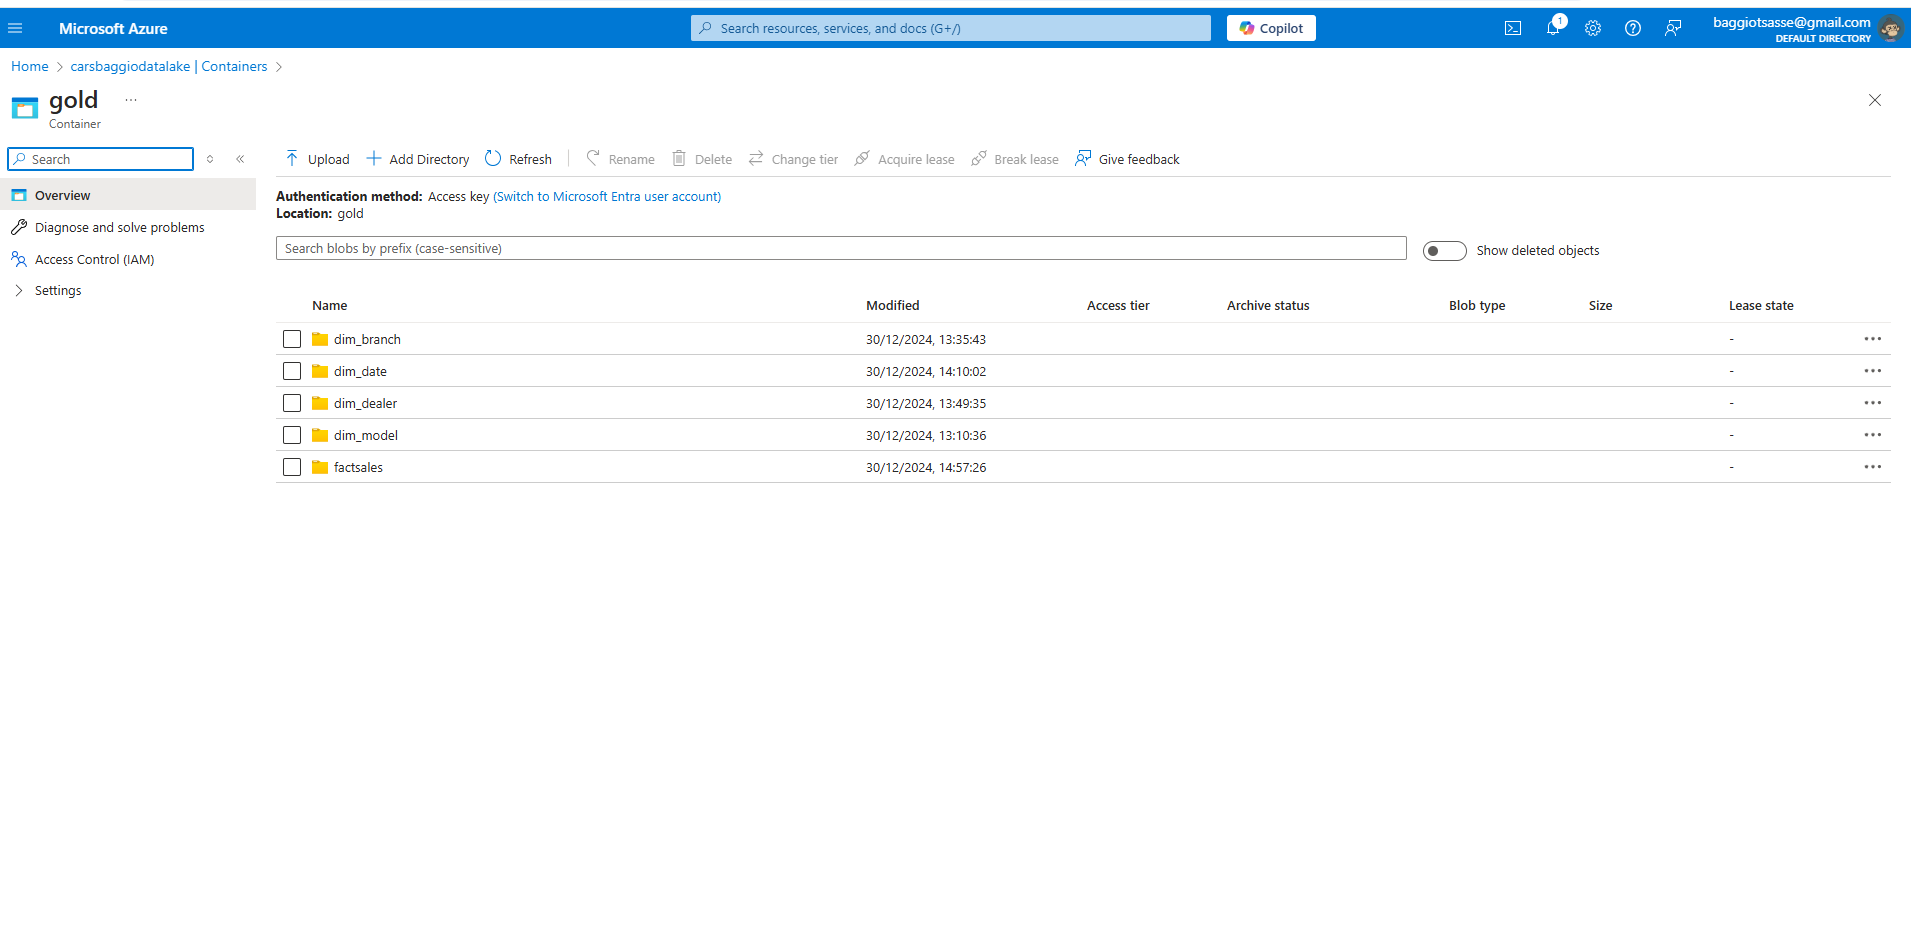 Microsoft Azure
Search resources, services, and docs (G+/)
Copilot
1
baggiotsasse@gmail.com
DEFAULT DIRECTORY
Home > carsbaggiodatalake | Containers >
gold ...
Container
Search
Overview
Diagnose and solve problems
Access Control (IAM)
Settings
Upload Add Directory Refresh Rename Delete Change tier Acquire lease Break lease Give feedback
Authentication method: Access key (Switch to Microsoft Entra user account)
Location: gold
Search blobs by prefix (case-sensitive)
Show deleted objects
Name Modified Access tier Archive status Blob type Size Lease state
dim_branch 30/12/2024, 13:35:43 - ...
dim_date 30/12/2024, 14:10:02 - ...
dim_dealer 30/12/2024, 13:49:35 - ...
dim_model 30/12/2024, 13:10:36 - ...
factsales 30/12/2024, 14:57:26 - ...